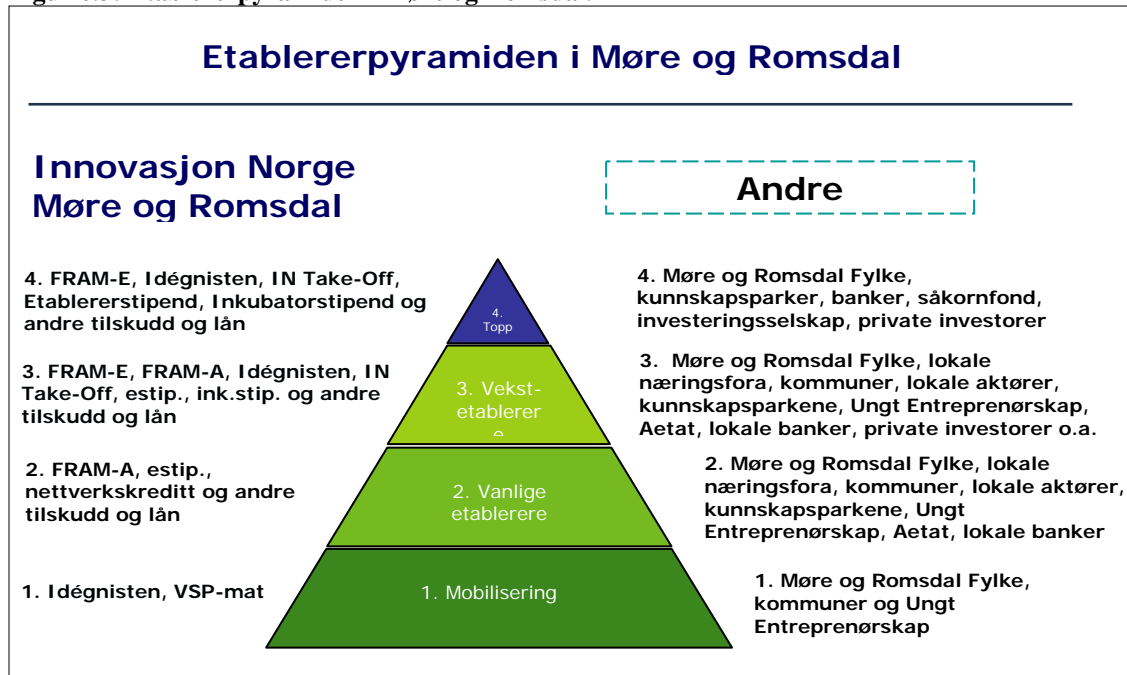 Etablererpyramiden i Møre og Romsdal
Innovasjon Norge
Møre og Romsdal
Andre
4. FRAM-E, Idégnisten, IN Take-Off,
Etablererstipend, Inkubatorstipend og
andre tilskudd og lån
4.
Topp
4. Møre og Romsdal Fylke,
kunnskapsparker, banker, såkornfond,
investeringsselskap, private investorer
3. FRAM-E, FRAM-A, Idégnisten, IN
Take-Off, estip., ink.stip. og andre
tilskudd og lån
3. Vekst-
etablerer
e
3. Møre og Romsdal Fylke, lokale
næringsfora, kommuner, lokale aktører,
kunnskapsparkene, Ungt Entreprenørskap,
Aetat, lokale banker, private investorer o.a.
2. FRAM-A, estip.,
nettverkskreditt og andre
tilskudd og lån
2. Vanlige
etablerere
2. Møre og Romsdal Fylke, lokale
næringsfora, kommuner, lokale aktører,
kunnskapsparkene, Ungt
Entreprenørskap, Aetat, lokale banker
1. Idégnisten, VSP-mat
1. Mobilisering
1. Møre og Romsdal Fylke,
kommuner og Ungt
Entreprenørskap